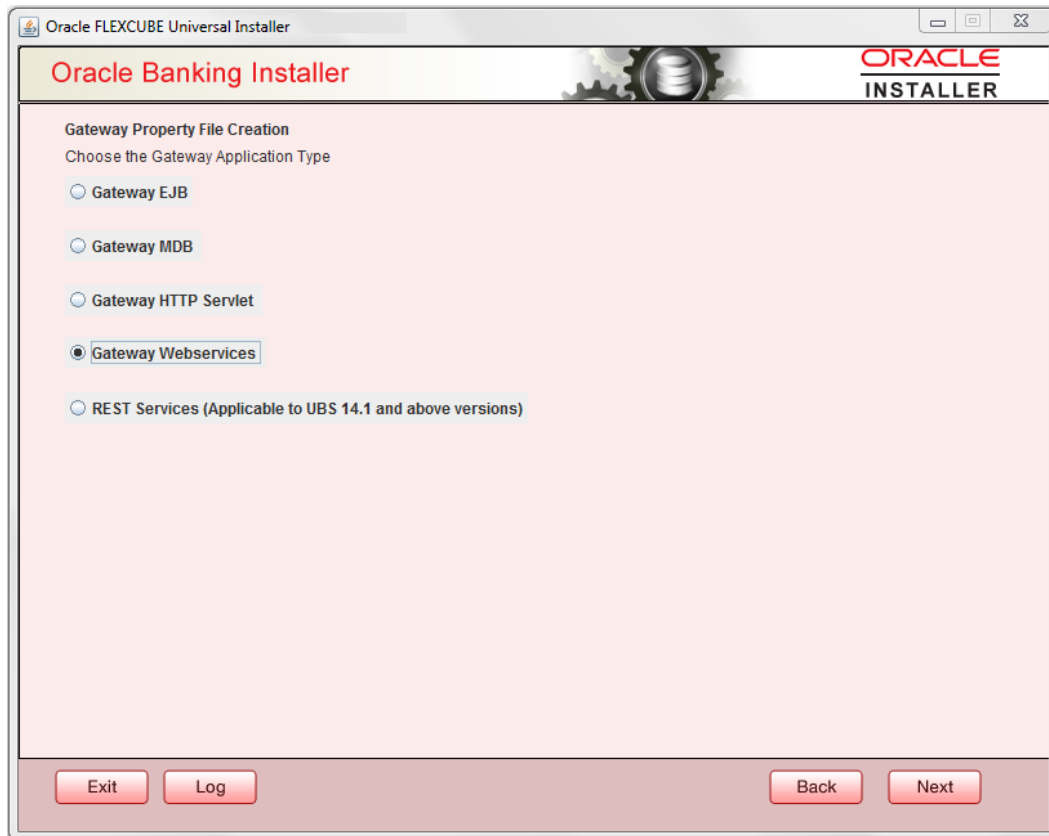 Oracle FLEXCUBE Universal Installer
Oracle Banking Installer
ORACLE
INSTALLER
Gateway Property File Creation
Choose the Gateway Application Type
Gateway EJB
Gateway MDB
Gateway HTTP Servlet
Gateway Webservices
REST Services (Applicable to UBS 14.1 and above versions)
Exit
Log
Back
Next